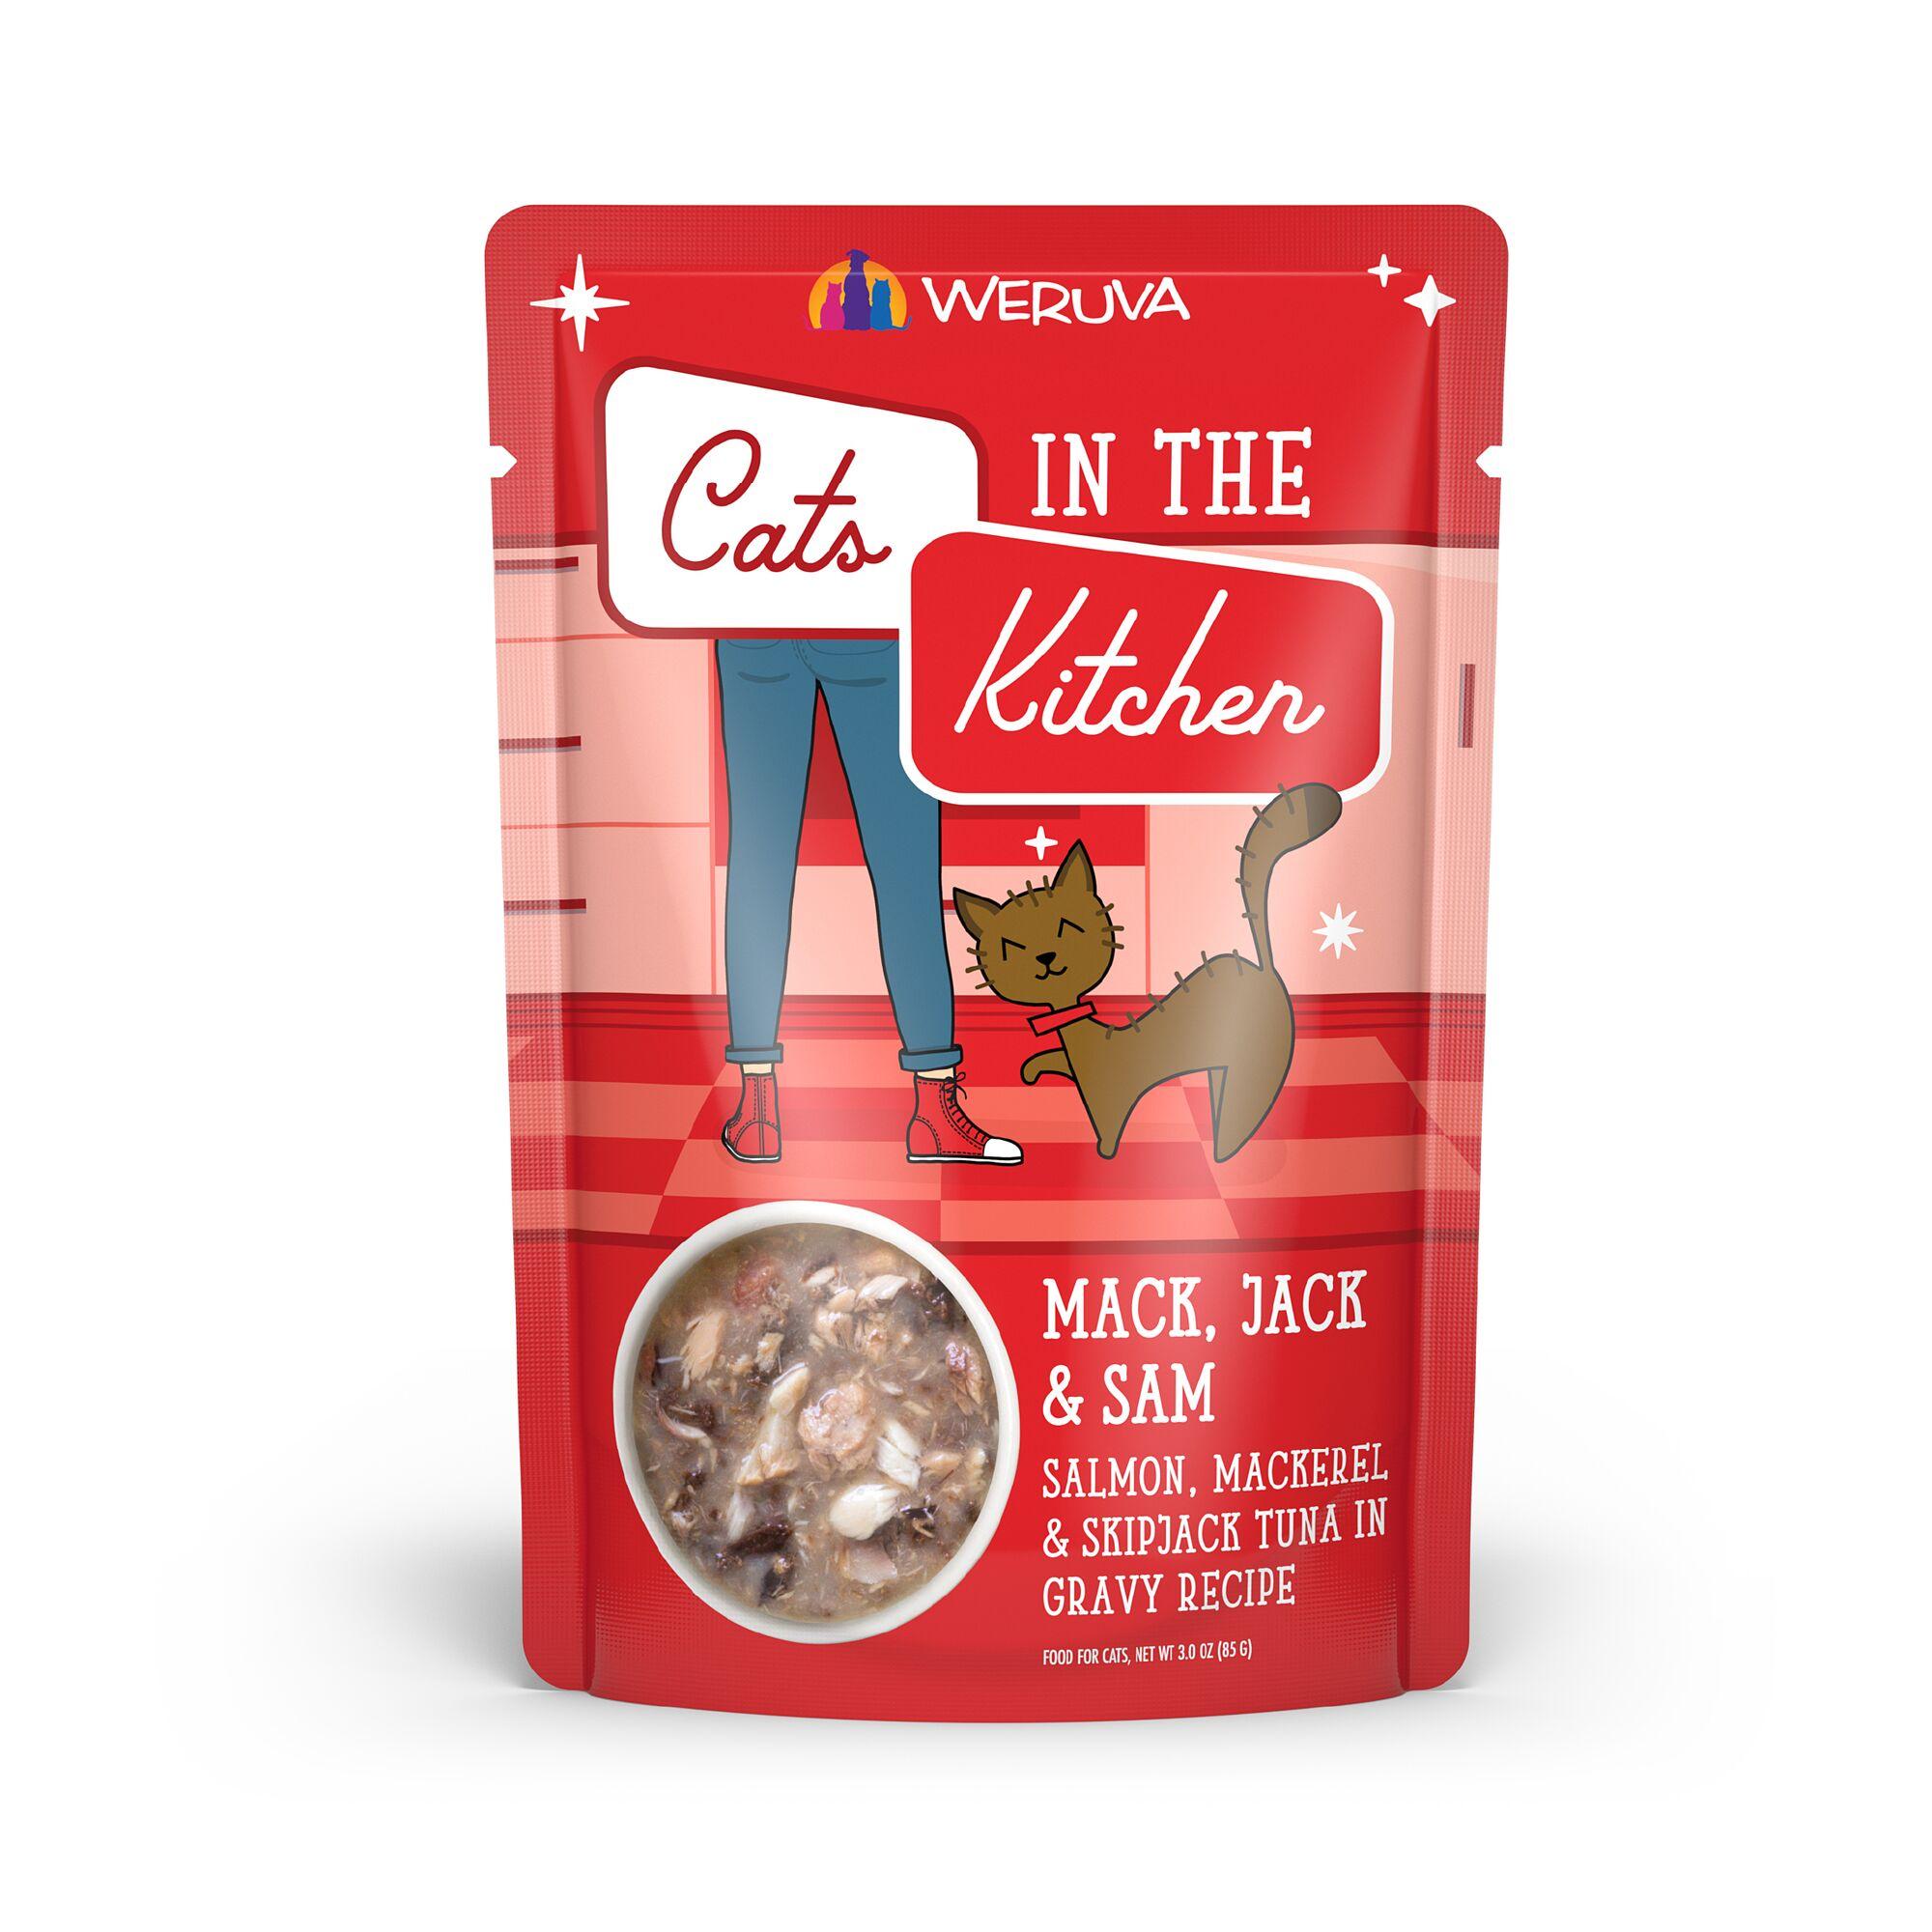 WERUVA
Cats
IN THE
Kitchen
MACK, JACK
& SAM
SALMON, MACKEREL
& SKIPJACK TUNA IN
GRAVY RECIPE
FOOD FOR CATS, NET WT 3.0 OZ (85 G)